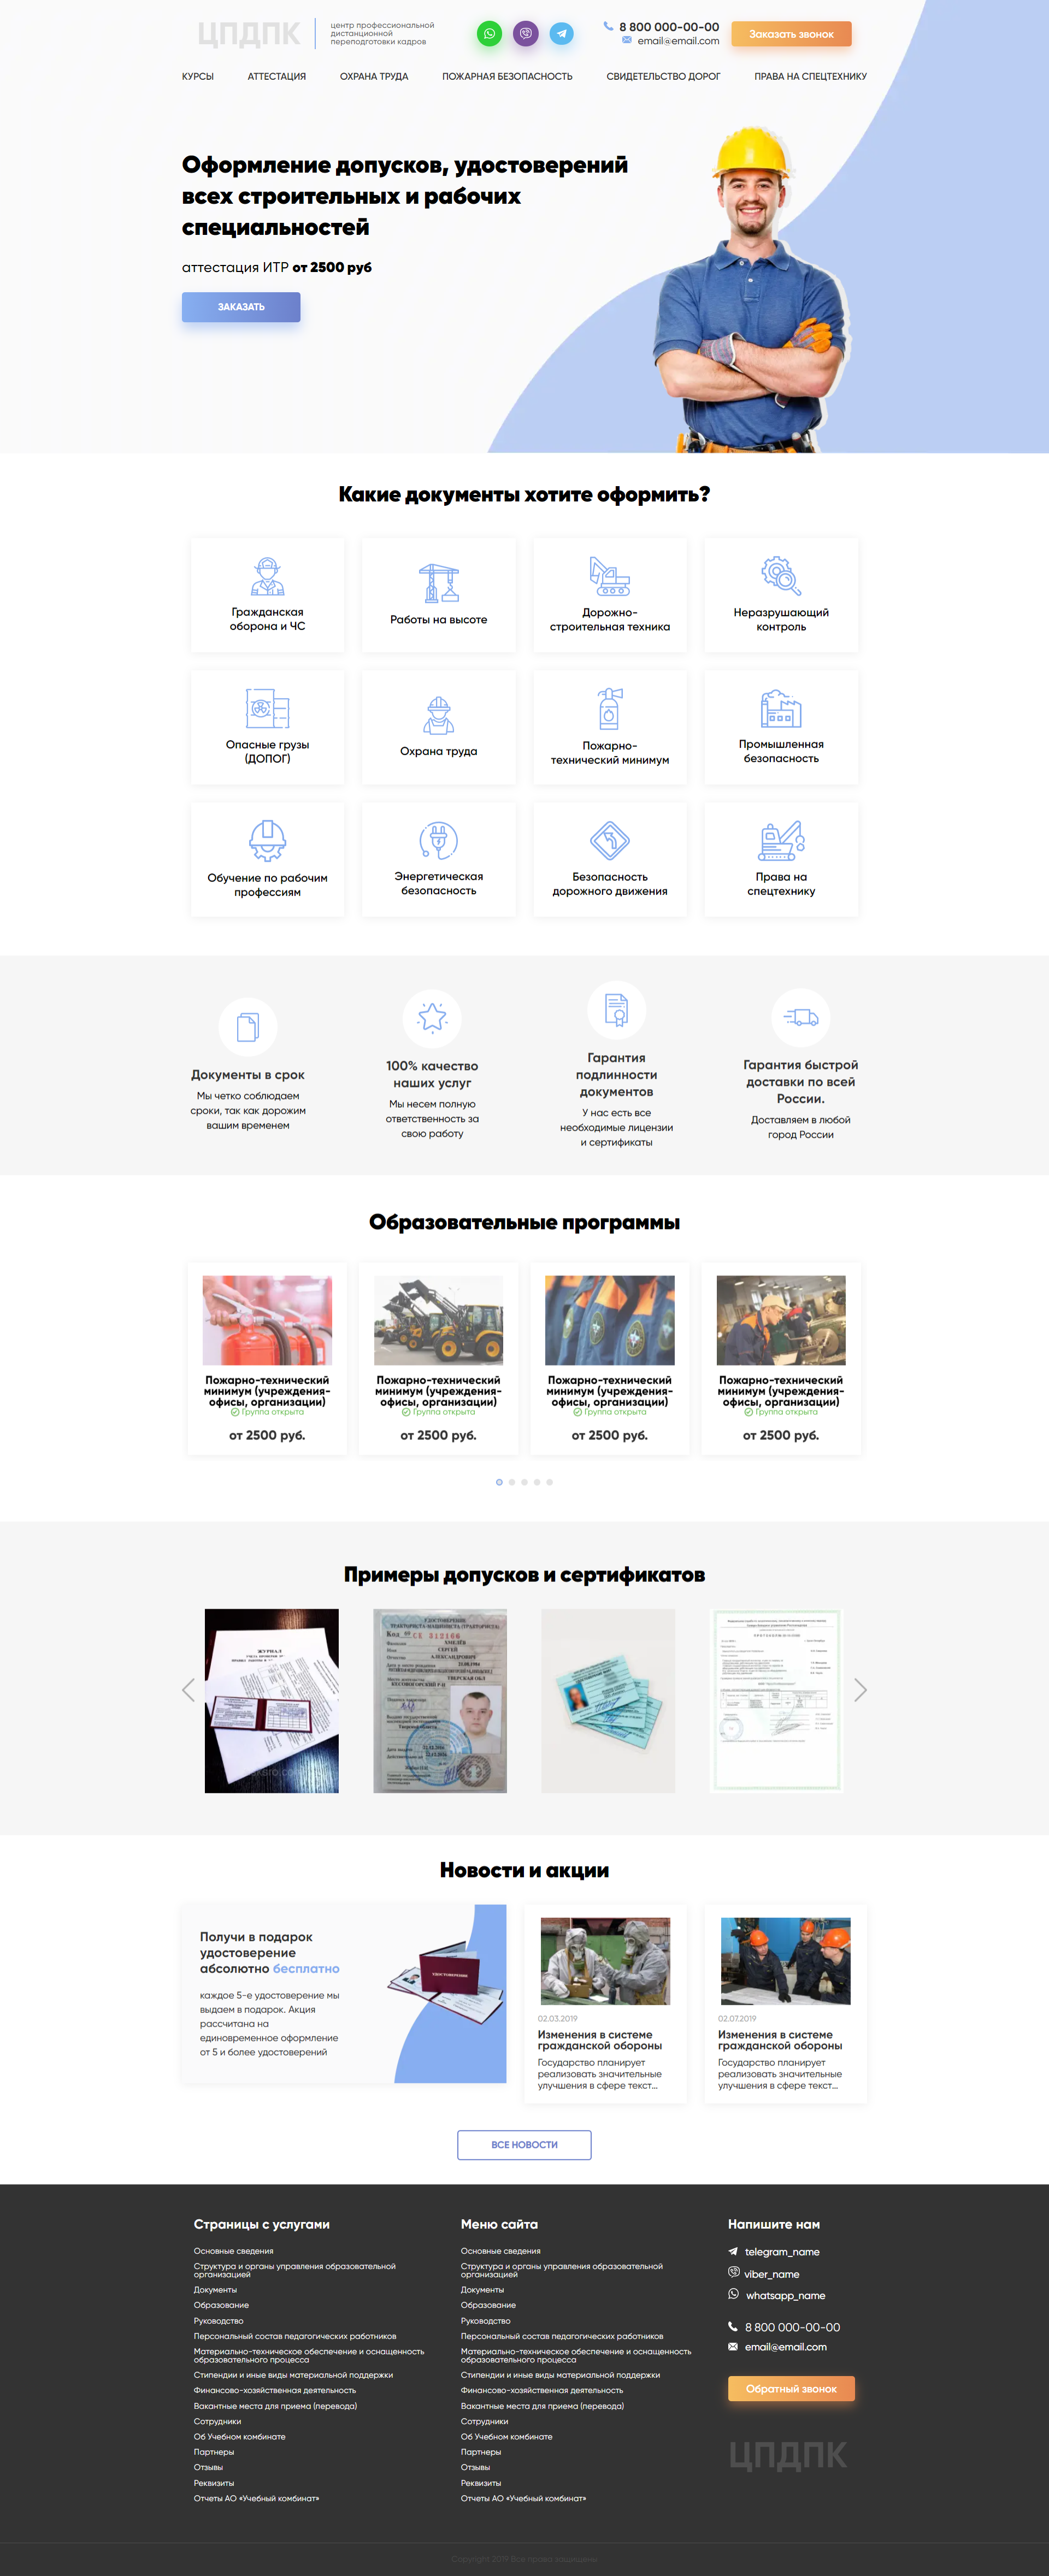 ЦПДПК
центр профессиональной
дистанционной
переподготовки кадров
8 800 000-00-00
email@email.com
Заказать звонок
КУРСЫ
АТТЕСТАЦИЯ
ОХРАНА ТРУДА
ПОЖАРНАЯ БЕЗОПАСНОСТЬ
СВИДЕТЕЛЬСТВО ДОРОГ
ПРАВА НА СПЕЦТЕХНИКУ
Оформление допусков, удостоверений
всех строительных и рабочих
специальностей
аттестация ИТР от 2500 руб
ЗАКАЗАТЬ
Какие документы хотите оформить?
Гражданская
оборона и ЧС
Работы на высоте
Дорожно-
строительная техника
Неразрушающий
контроль
Опасные грузы
(ДОПОГ)
Охрана труда
Пожарно-
технический минимум
Промышленная
безопасность
Обучение по рабочим
профессиям
Энергетическая
безопасность
Безопасность
дорожного движения
Права на
спецтехнику
Документы в срок
Мы четко соблюдаем
сроки, так как дорожим
вашим временем
100% качество
наших услуг
Мы несем полную
ответственность за
свою работу
Гарантия
подлинности
документов
У нас есть все
необходимые лицензии
и сертификаты
Гарантия быстрой
доставки по всей
России.
Доставляем в любой
город России
Образовательные программы
Пожарно-технический
минимум (учреждения-
офисы, организации)
Группа открыта
от 2500 руб.
Пожарно-технический
минимум (учреждения-
офисы, организации)
Группа открыта
от 2500 руб.
Пожарно-технический
минимум (учреждения-
офисы, организации)
Группа открыта
от 2500 руб.
Пожарно-технический
минимум (учреждения-
офисы, организации)
Группа открыта
от 2500 руб.
Примеры допусков и сертификатов
ЖУРНАЛ
УДОСТОВЕРЕНИЕ
ТРАКТОРИСТА-МАШИНИСТА (ТРАКТОРИСТА)
Код
СЕРГЕЙ
АЛЕКСАНДРОВИЧ
Новости и акции
Получи в подарок
удостоверение
абсолютно бесплатно
каждое 5-е удостоверение мы
выдаем в подарок. Акция
рассчитана на
единовременное оформление
от 5 и более удостоверений
УДОСТОВЕРЕНИЕ
02.03.2019
Изменения в системе
гражданской обороны
Государство планирует
реализовать значительные
улучшения в сфере текст...
02.07.2019
Изменения в системе
гражданской обороны
Государство планирует
реализовать значительные
улучшения в сфере текст...
ВСЕ НОВОСТИ
Страницы с услугами
Основные сведения
Структура и органы управления образовательной
организацией
Документы
Образование
Руководство
Персональный состав педагогических работников
Материально-техническое обеспечение и оснащенность
образовательного процесса
Стипендии и иные виды материальной поддержки
Финансово-хозяйственная деятельность
Вакантные места для приема (перевода)
Сотрудники
Об Учебном комбинате
Партнеры
Отзывы
Реквизиты
Отчеты АО «Учебный комбинат»
Меню сайта
Основные сведения
Структура и органы управления образовательной
организацией
Документы
Образование
Руководство
Персональный состав педагогических работников
Материально-техническое обеспечение и оснащенность
образовательного процесса
Стипендии и иные виды материальной поддержки
Финансово-хозяйственная деятельность
Вакантные места для приема (перевода)
Сотрудники
Об Учебном комбинате
Партнеры
Отзывы
Реквизиты
Отчеты АО «Учебный комбинат»
Напишите нам
telegram_name
viber_name
whatsapp_name
8 800 000-00-00
email@email.com
Обратный звонок
ЦПДПК
Copyright 2019 Все права защищены